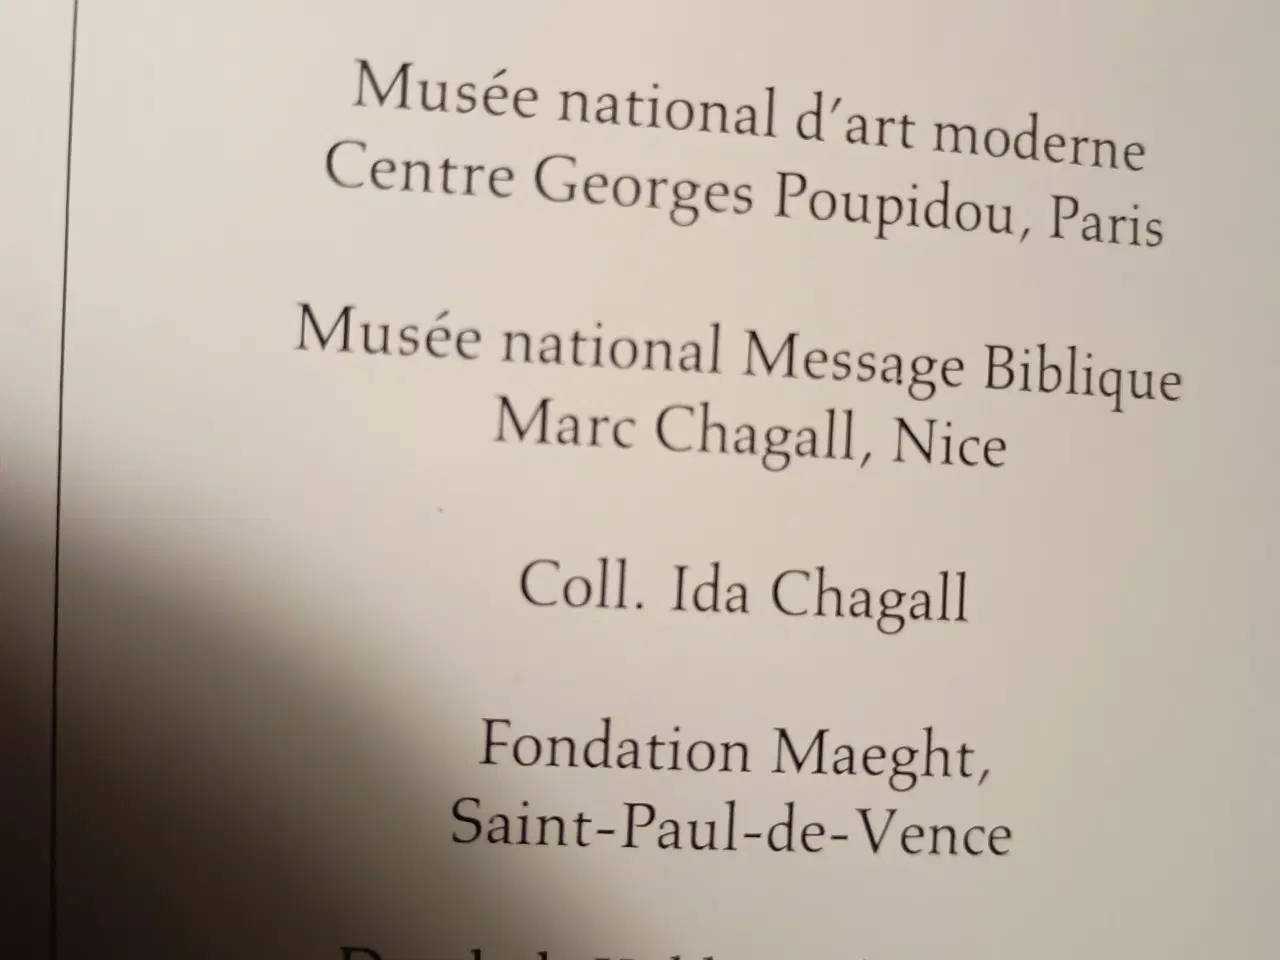 Musée national d'art moderne
Centre Georges Poupidou, Paris
Musée national Message Biblique
Marc Chagall, Nice
Coll. Ida Chagall
Fondation Maeght,
Saint-Paul-de-Vence